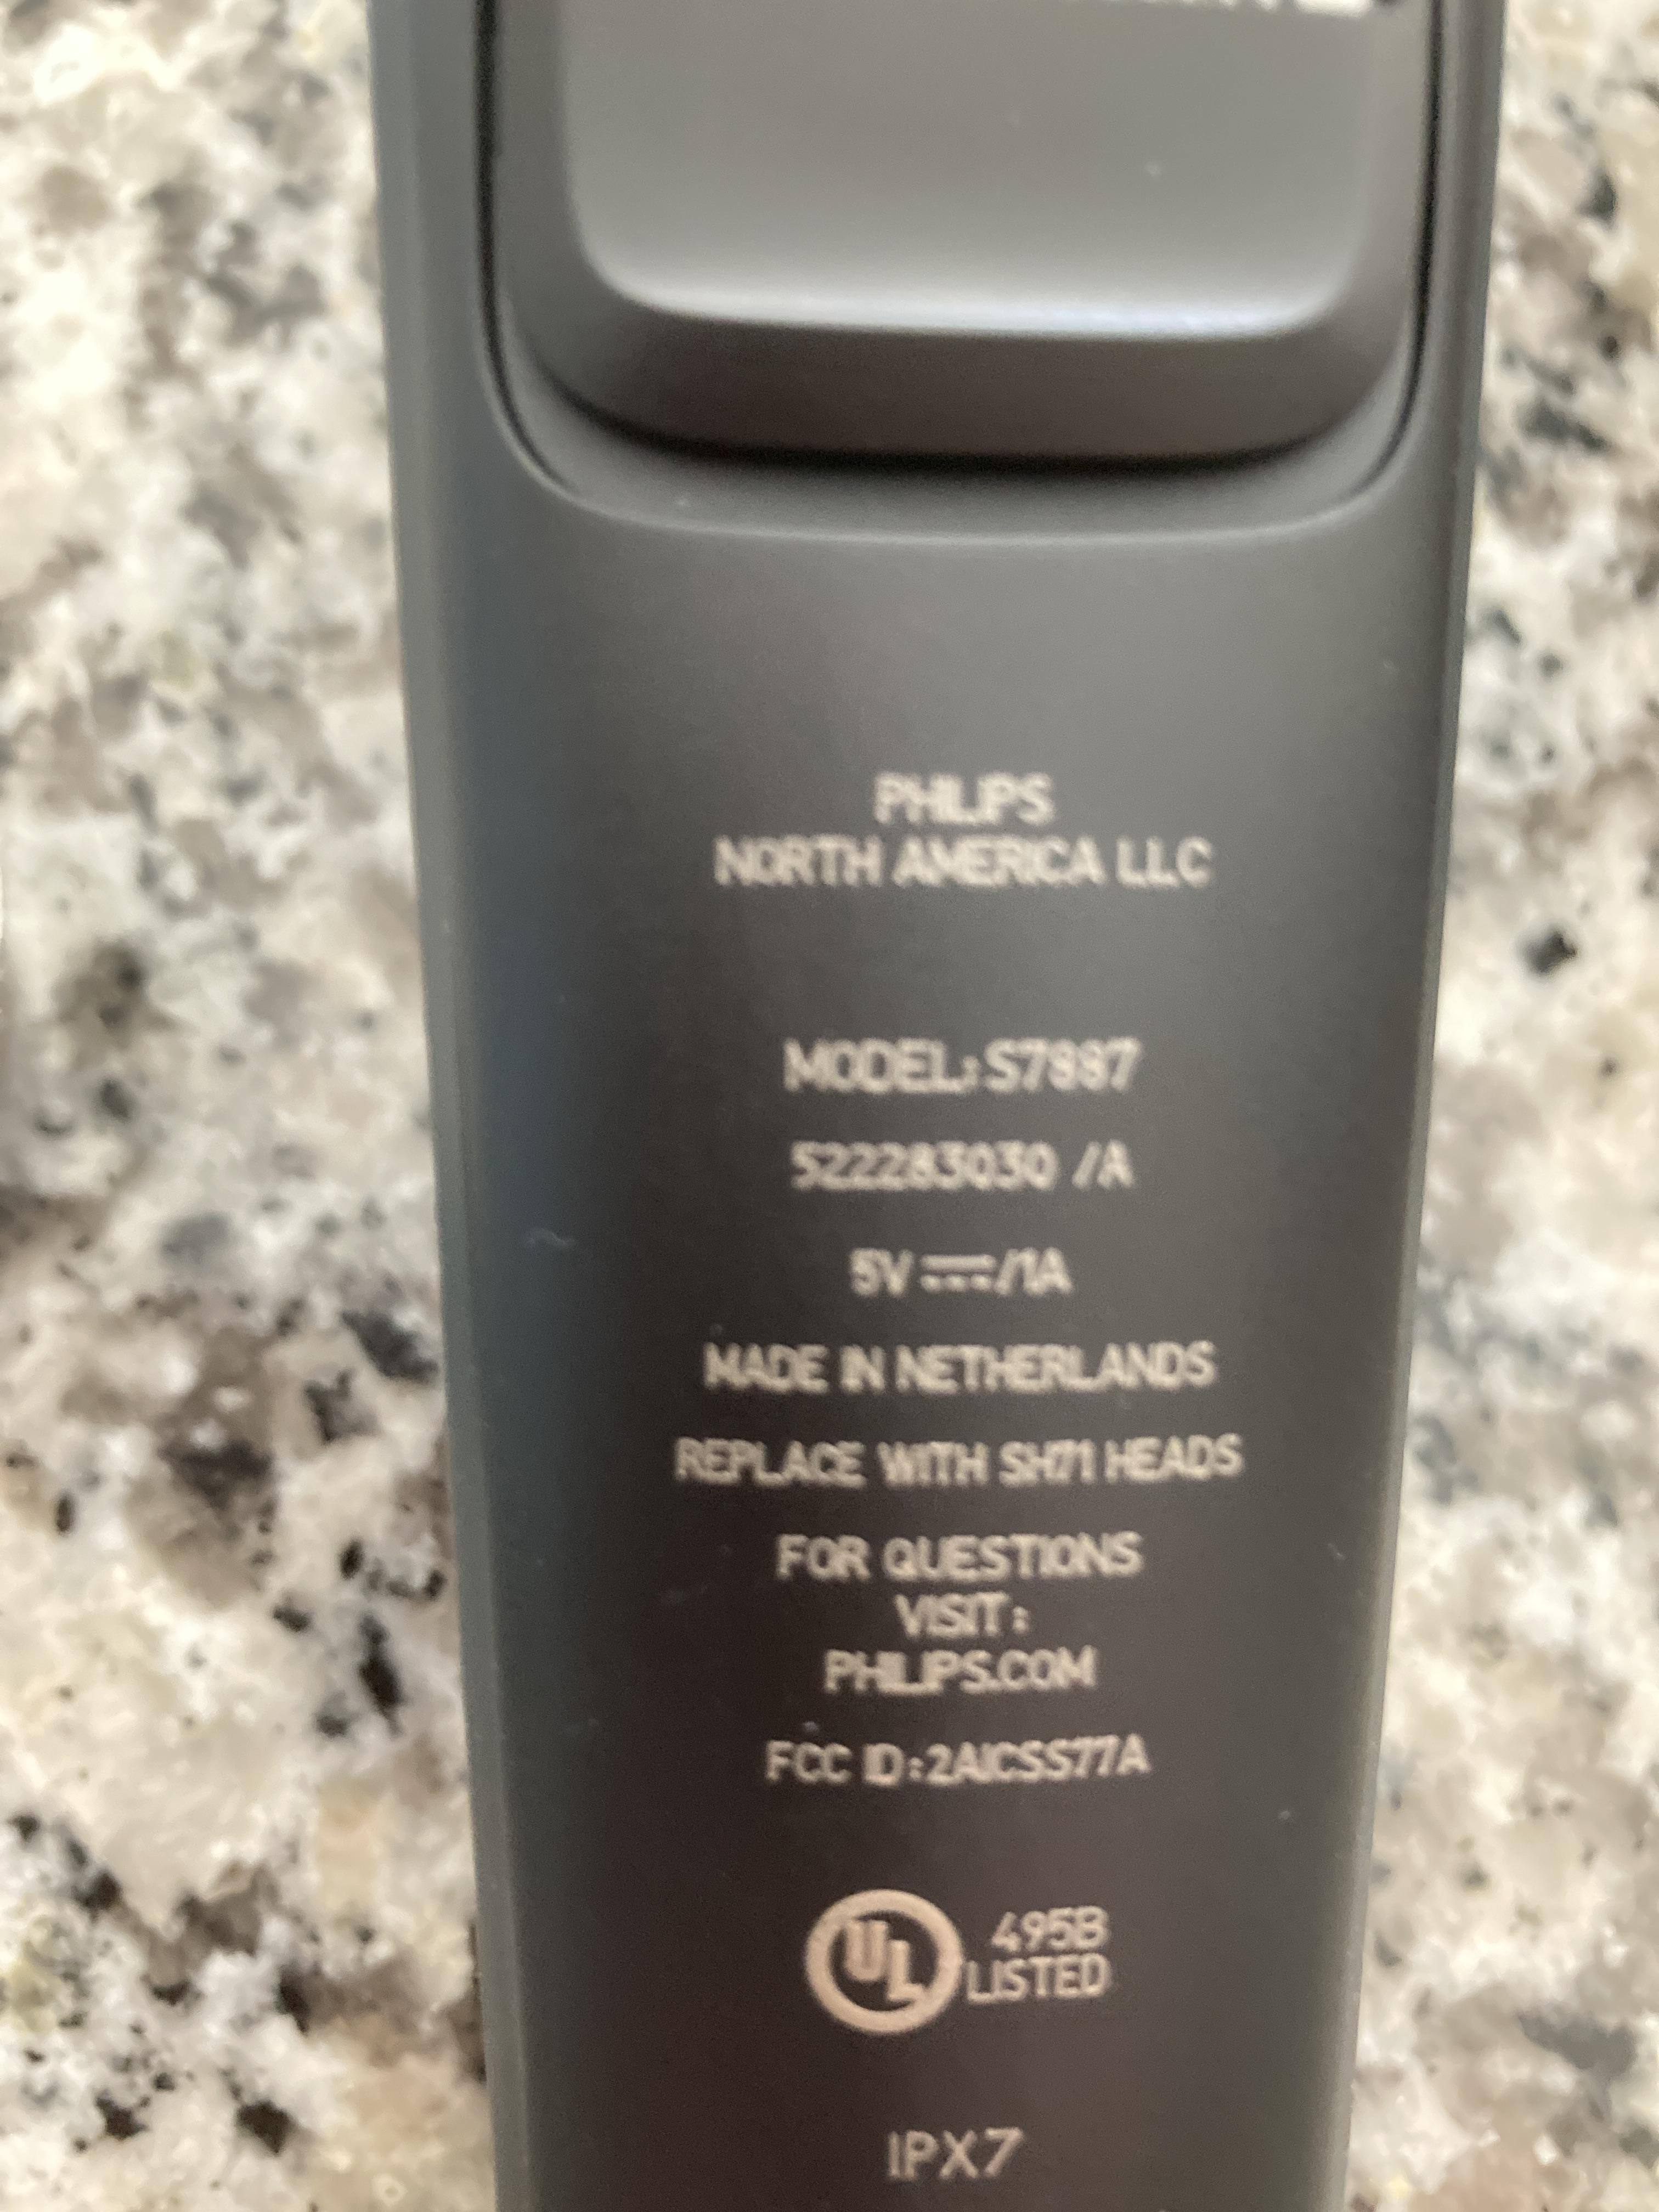 PHILIPS
NORTH AMERICA LLC
MODEL: S7887
522283030 /A
5V ⎓/1A
MADE IN NETHERLANDS
REPLACE WITH SH71 HEADS
FOR QUESTIONS
VISIT:
PHILIPS.COM
FCC ID: 2AICSS77A
UL 495B
LISTED
IPX7